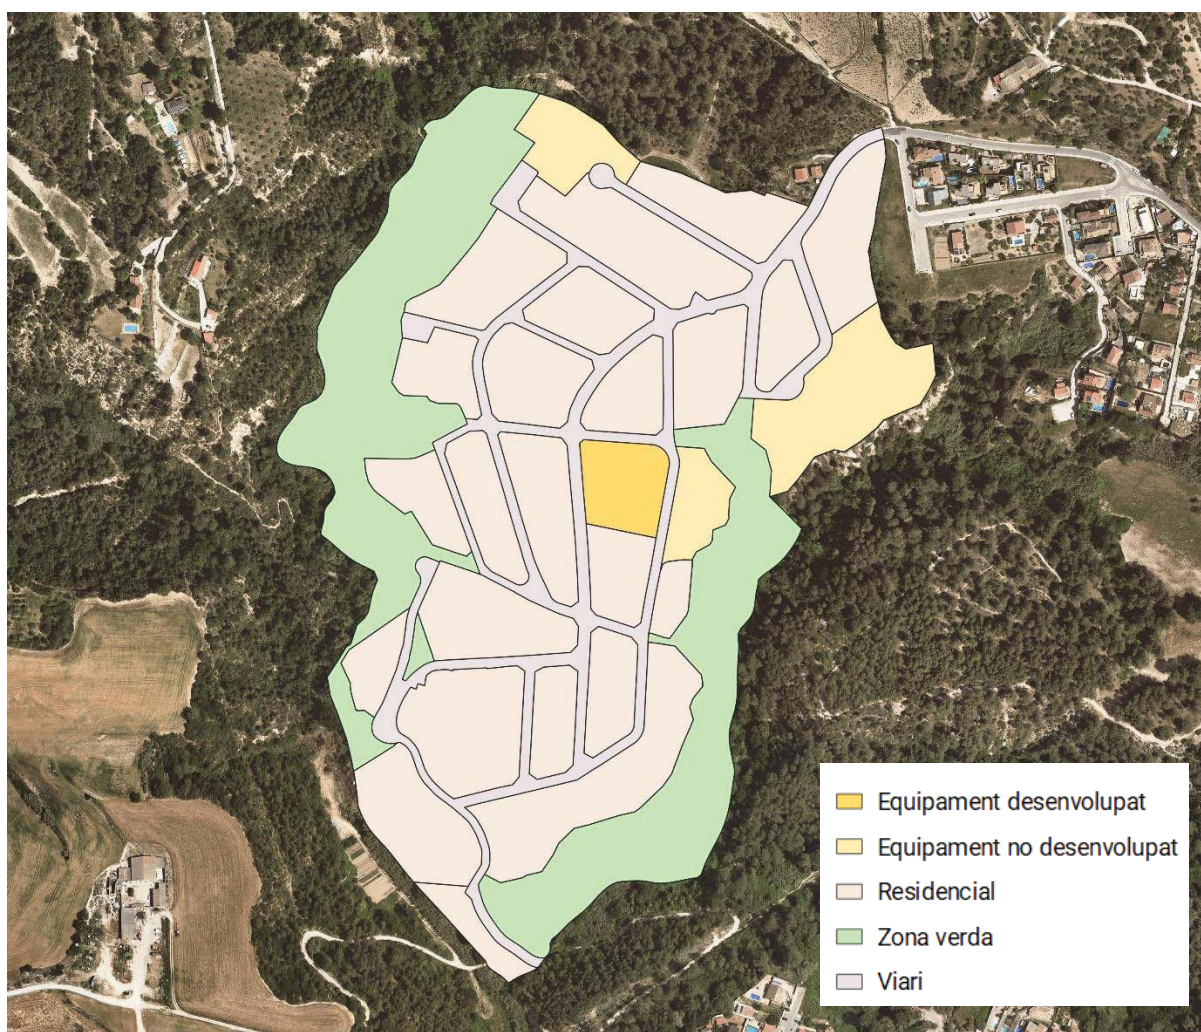 Equipament desenvolupat
Equipament no desenvolupat
Residencial
Zona verda
Viari